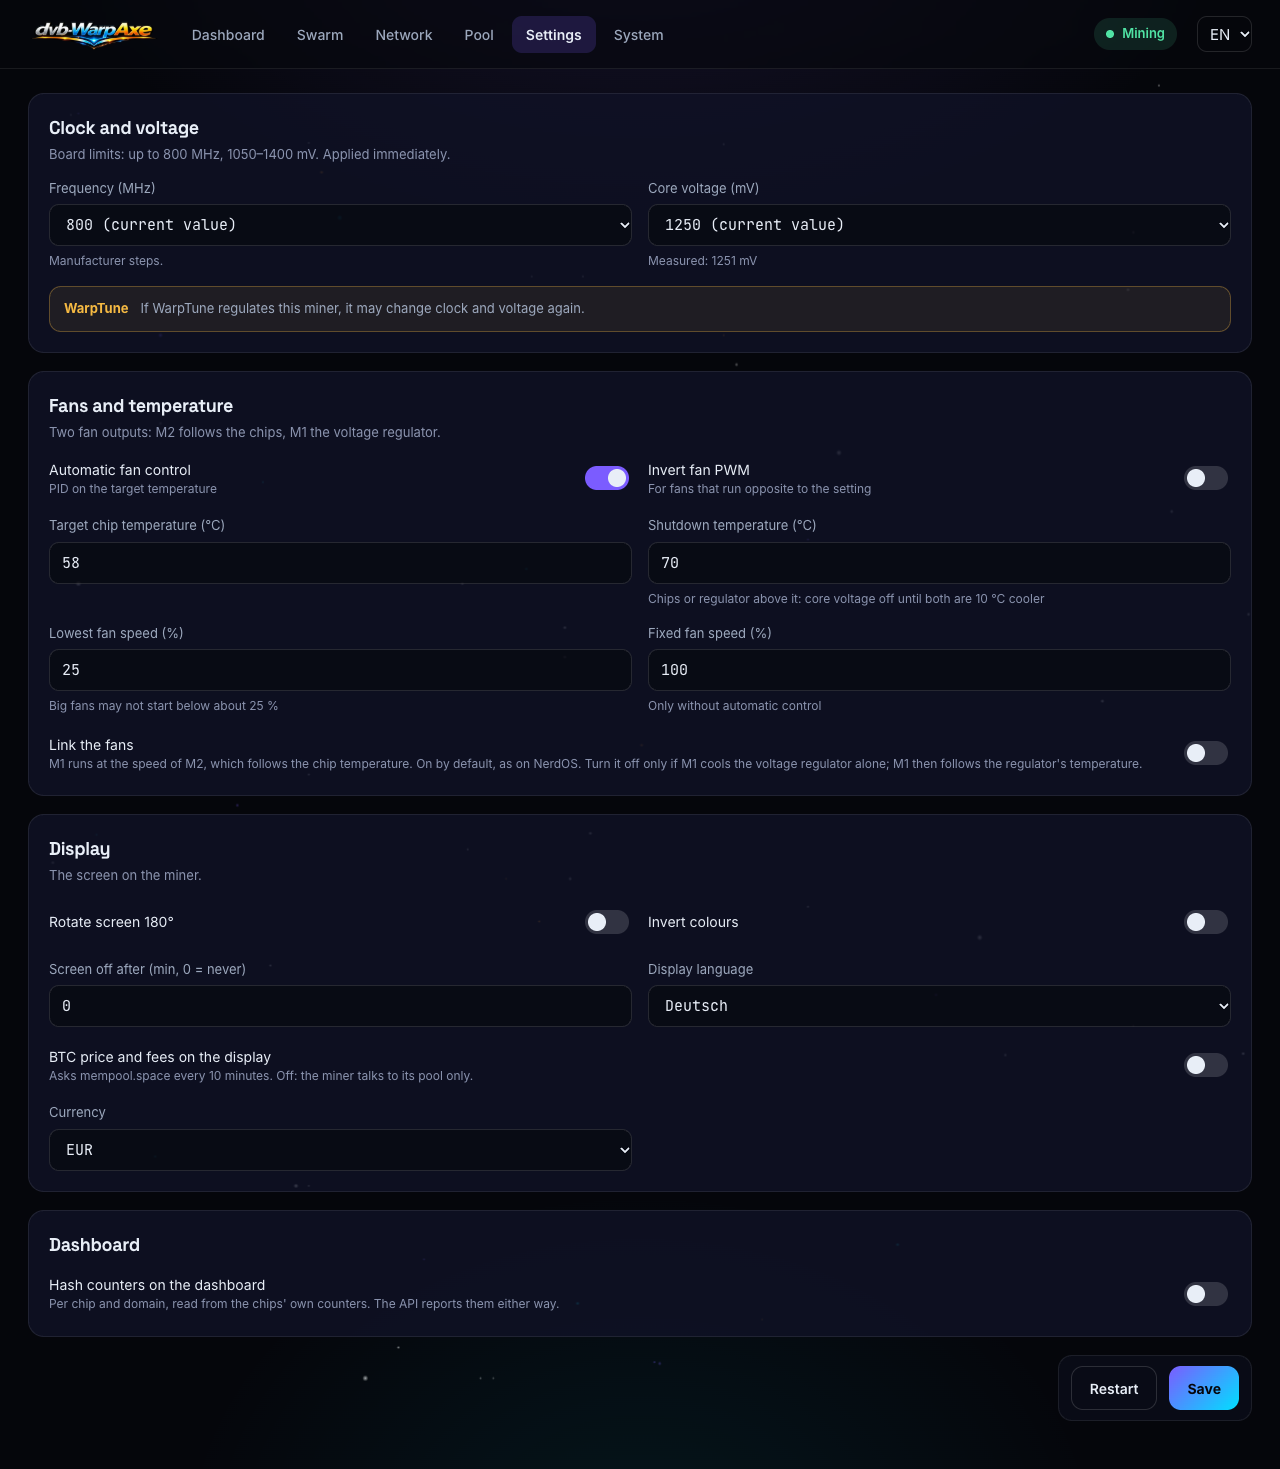 dvb-WarpAxe
Dashboard
Swarm
Network
Pool
Settings
System
Mining
EN
Clock and voltage
Board limits: up to 800 MHz, 1050–1400 mV. Applied immediately.
Frequency (MHz)
Core voltage (mV)
800 (current value)
1250 (current value)
Manufacturer steps.
Measured: 1251 mV
WarpTune If WarpTune regulates this miner, it may change clock and voltage again.
Fans and temperature
Two fan outputs: M2 follows the chips, M1 the voltage regulator.
Automatic fan control
PID on the target temperature
Invert fan PWM
For fans that run opposite to the setting
Target chip temperature (°C)
Shutdown temperature (°C)
58
70
Chips or regulator above it: core voltage off until both are 10 °C cooler
Lowest fan speed (%)
Fixed fan speed (%)
25
100
Big fans may not start below about 25 %
Only without automatic control
Link the fans
M1 runs at the speed of M2, which follows the chip temperature. On by default, as on NerdOS. Turn it off only if M1 cools the voltage regulator alone; M1 then follows the regulator's temperature.
Display
The screen on the miner.
Rotate screen 180°
Invert colours
Screen off after (min, 0 = never)
Display language
0
Deutsch
BTC price and fees on the display
Asks mempool.space every 10 minutes. Off: the miner talks to its pool only.
Currency
EUR
Dashboard
Hash counters on the dashboard
Per chip and domain, read from the chips' own counters. The API reports them either way.
Restart
Save